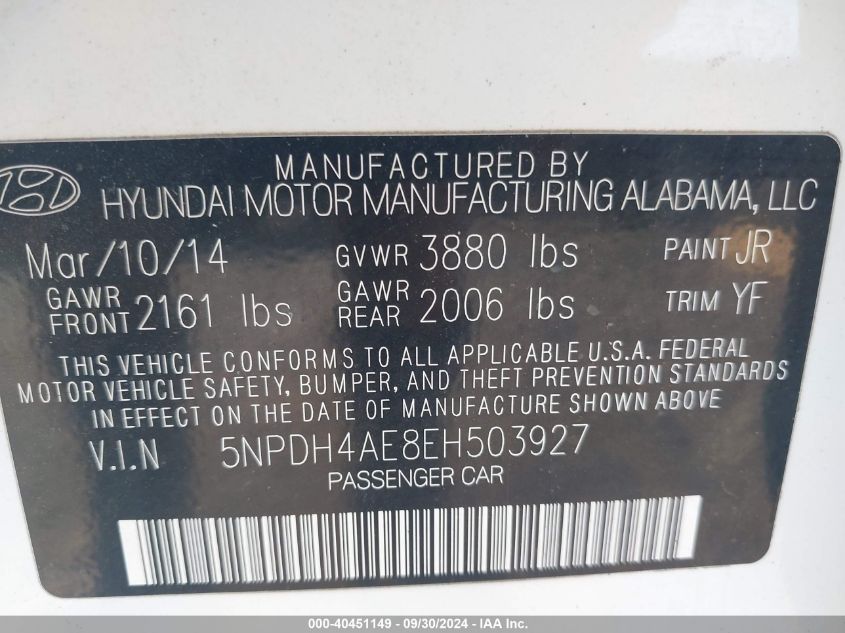 MANUFACTURED BY
HYUNDAI MOTOR MANUFACTURING ALABAMA, LLC
Mar/10/14 GVWR 3880 lbs PAINT JR
GAWR FRONT 2161 lbs GAWR REAR 2006 lbs TRIM YF
THIS VEHICLE CONFORMS TO ALL APPLICABLE U.S.A. FEDERAL
MOTOR VEHICLE SAFETY, BUMPER, AND THEFT PREVENTION STANDARDS
IN EFFECT ON THE DATE OF MANUFACTURE SHOWN ABOVE
V.I.N 5NPDH4AE8EH503927
PASSENGER CAR
000-40451149 - 09/30/2024 - IAA Inc.